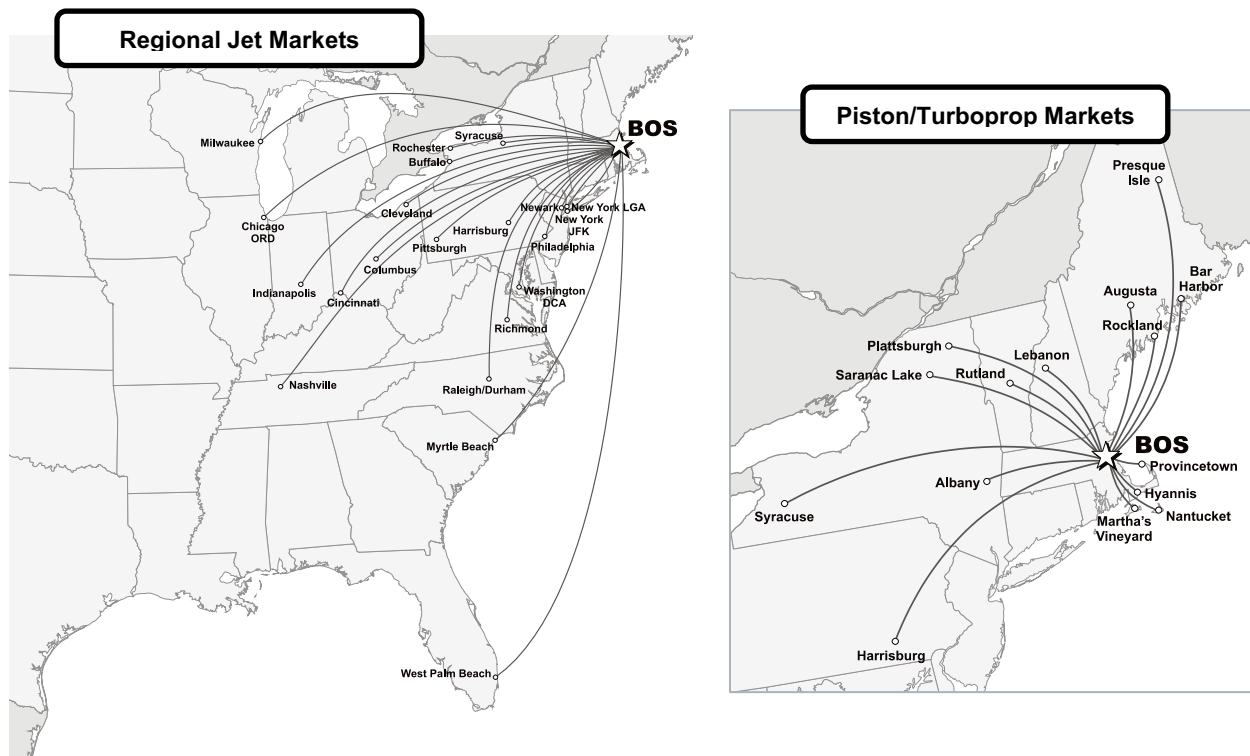 Regional Jet Markets
BOS
Milwaukee
Syracuse
Rochester
Buffalo
Cleveland
Newark
New York LGA
New York
JFK
Chicago
ORD
Harrisburg
Pittsburgh
Philadelphia
Columbus
Indianapolis
Cincinnati
Washington
DCA
Richmond
Nashville
Raleigh/Durham
Myrtle Beach
West Palm Beach
Piston/Turboprop Markets
Presque
Isle
Bar
Harbor
Augusta
Rockland
Plattsburgh
Lebanon
Saranac Lake
Rutland
BOS
Provincetown
Albany
Hyannis
Syracuse
Nantucket
Martha's
Vineyard
Harrisburg